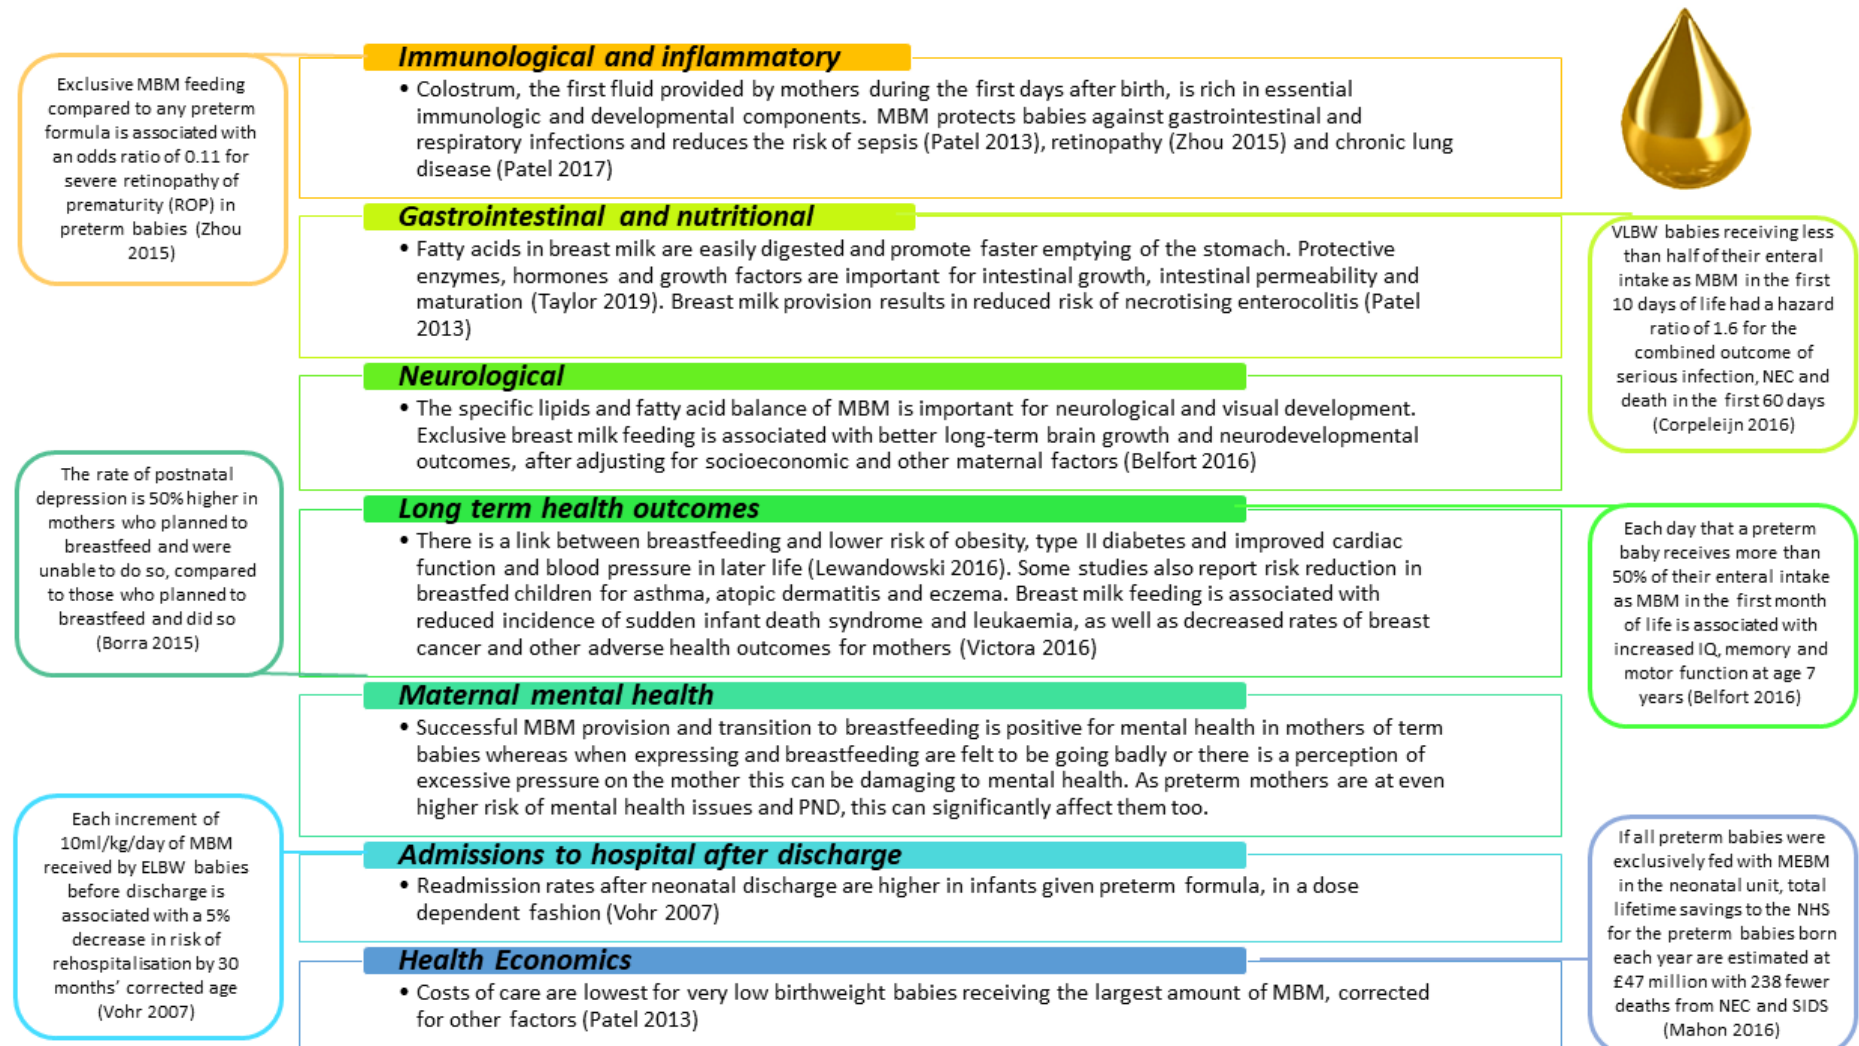 Immunological and inflammatory
• Colostrum, the first fluid provided by mothers during the first days after birth, is rich in essential
immunologic and developmental components. MBM protects babies against gastrointestinal and
respiratory infections and reduces the risk of sepsis (Patel 2013), retinopathy (Zhou 2015) and chronic lung
disease (Patel 2017)
Exclusive MBM feeding
compared to any preterm
formula is associated with
an odds ratio of 0.11 for
severe retinopathy of
prematurity (ROP) in
preterm babies (Zhou
2015)
Gastrointestinal and nutritional
• Fatty acids in breast milk are easily digested and promote faster emptying of the stomach. Protective
enzymes, hormones and growth factors are important for intestinal growth, intestinal permeability and
maturation (Taylor 2019). Breast milk provision results in reduced risk of necrotising enterocolitis (Patel
2013)
VLBW babies receiving less
than half of their enteral
intake as MBM in the first
10 days of life had a hazard
ratio of 1.6 for the
combined outcome of
serious infection, NEC and
death in the first 60 days
(Corpeleijn 2016)
Neurological
• The specific lipids and fatty acid balance of MBM is important for neurological and visual development.
Exclusive breast milk feeding is associated with better long-term brain growth and neurodevelopmental
outcomes, after adjusting for socioeconomic and other maternal factors (Belfort 2016)
Long term health outcomes
• There is a link between breastfeeding and lower risk of obesity, type II diabetes and improved cardiac
function and blood pressure in later life (Lewandowski 2016). Some studies also report risk reduction in
breastfed children for asthma, atopic dermatitis and eczema. Breast milk feeding is associated with
reduced incidence of sudden infant death syndrome and leukaemia, as well as decreased rates of breast
cancer and other adverse health outcomes for mothers (Victora 2016)
Each day that a preterm
baby receives more than
50% of their enteral intake
as MBM in the first month
of life is associated with
increased IQ, memory and
motor function at age 7
years (Belfort 2016)
The rate of postnatal
depression is 50% higher in
mothers who planned to
breastfeed and were
unable to do so, compared
to those who planned to
breastfeed and did so
(Borra 2015)
Maternal mental health
• Successful MBM provision and transition to breastfeeding is positive for mental health in mothers of term
babies whereas when expressing and breastfeeding are felt to be going badly or there is a perception of
excessive pressure on the mother this can be damaging to mental health. As preterm mothers are at even
higher risk of mental health issues and PND, this can significantly affect them too.
Each increment of
10ml/kg/day of MBM
received by ELBW babies
before discharge is
associated with a 5%
decrease in risk of
rehospitalisation by 30
months' corrected age
(Vohr 2007)
Admissions to hospital after discharge
• Readmission rates after neonatal discharge are higher in infants given preterm formula, in a dose
dependent fashion (Vohr 2007)
Health Economics
• Costs of care are lowest for very low birthweight babies receiving the largest amount of MBM, corrected
for other factors (Patel 2013)
If all preterm babies were
exclusively fed with MEBM
in the neonatal unit, total
lifetime savings to the NHS
for the preterm babies born
each year are estimated at
£47 million with 238 fewer
deaths from NEC and SIDS
(Mahon 2016)